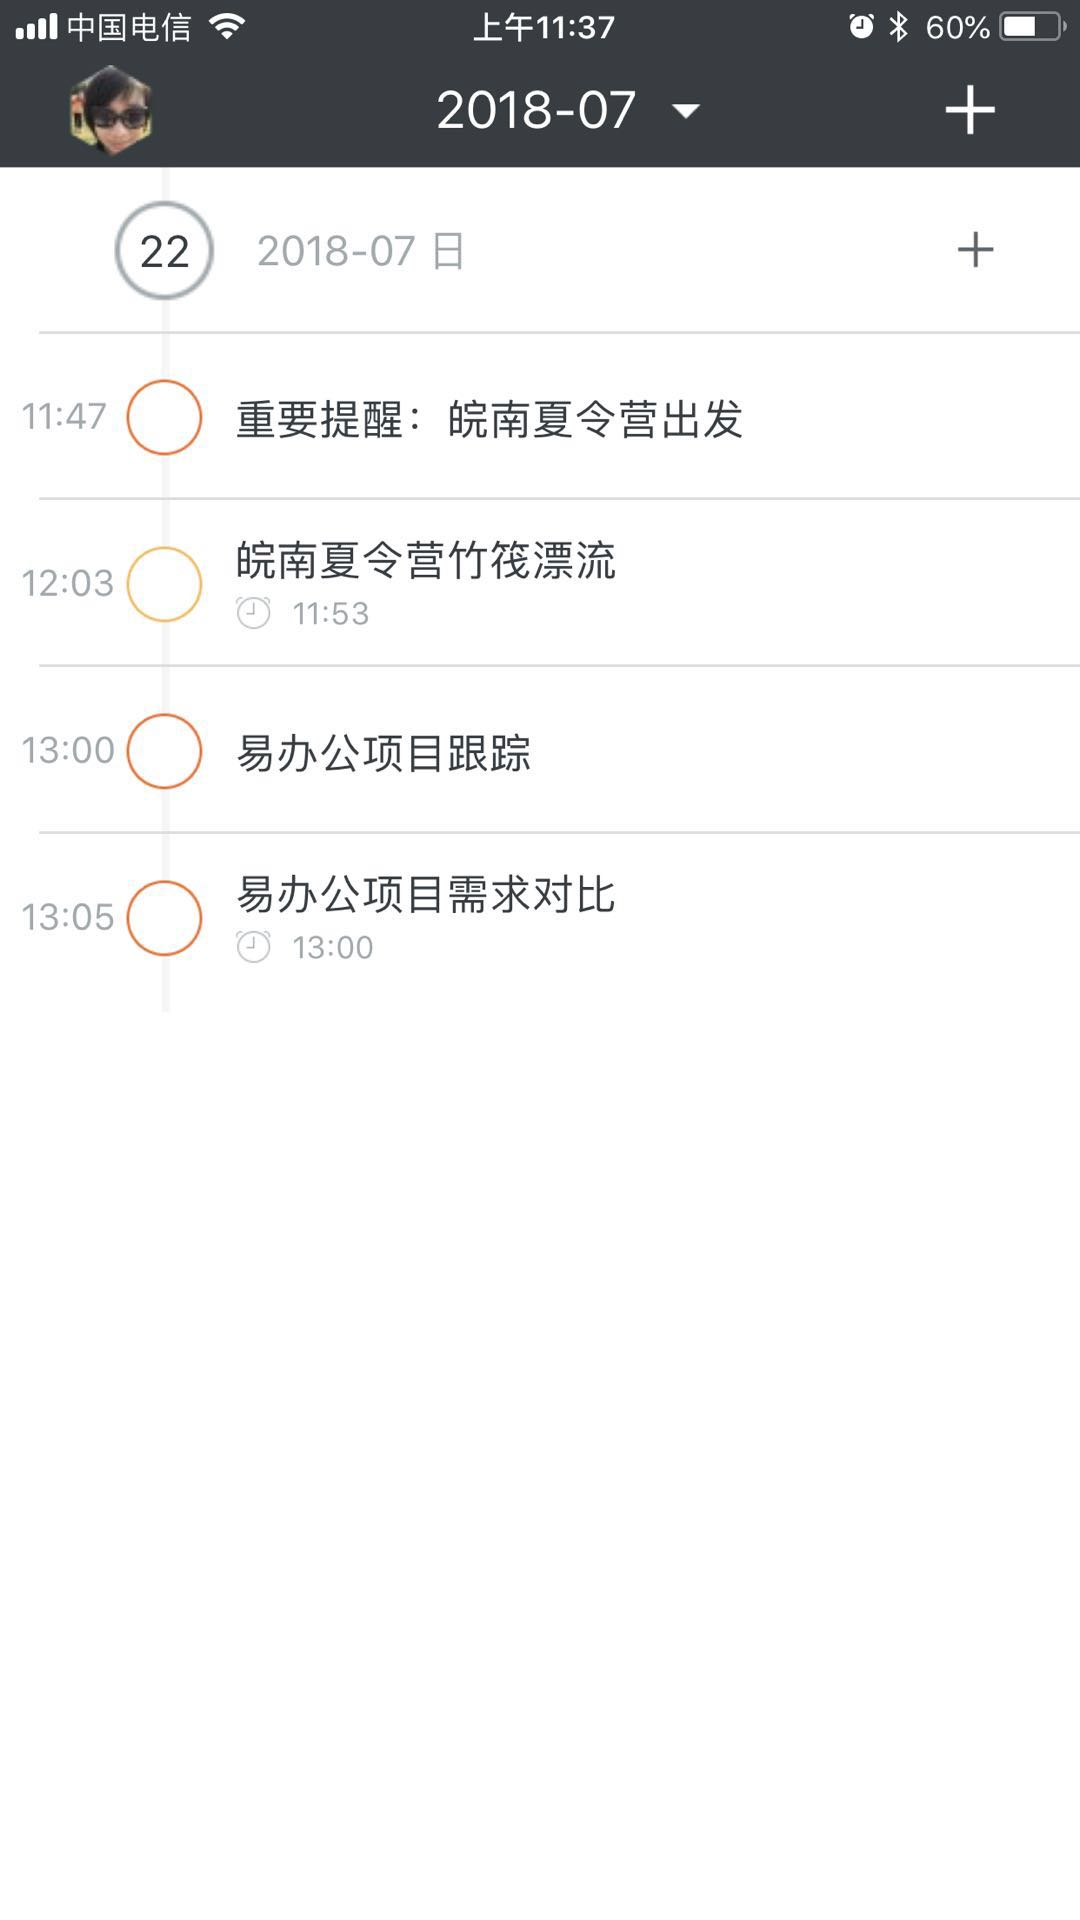 中国电信 上午11:37 60%
2018-07
22 2018-07 日
11:47 重要提醒：皖南夏令营出发
12:03 皖南夏令营竹筏漂流
11:53
13:00 易办公项目跟踪
13:05 易办公项目需求对比
13:00